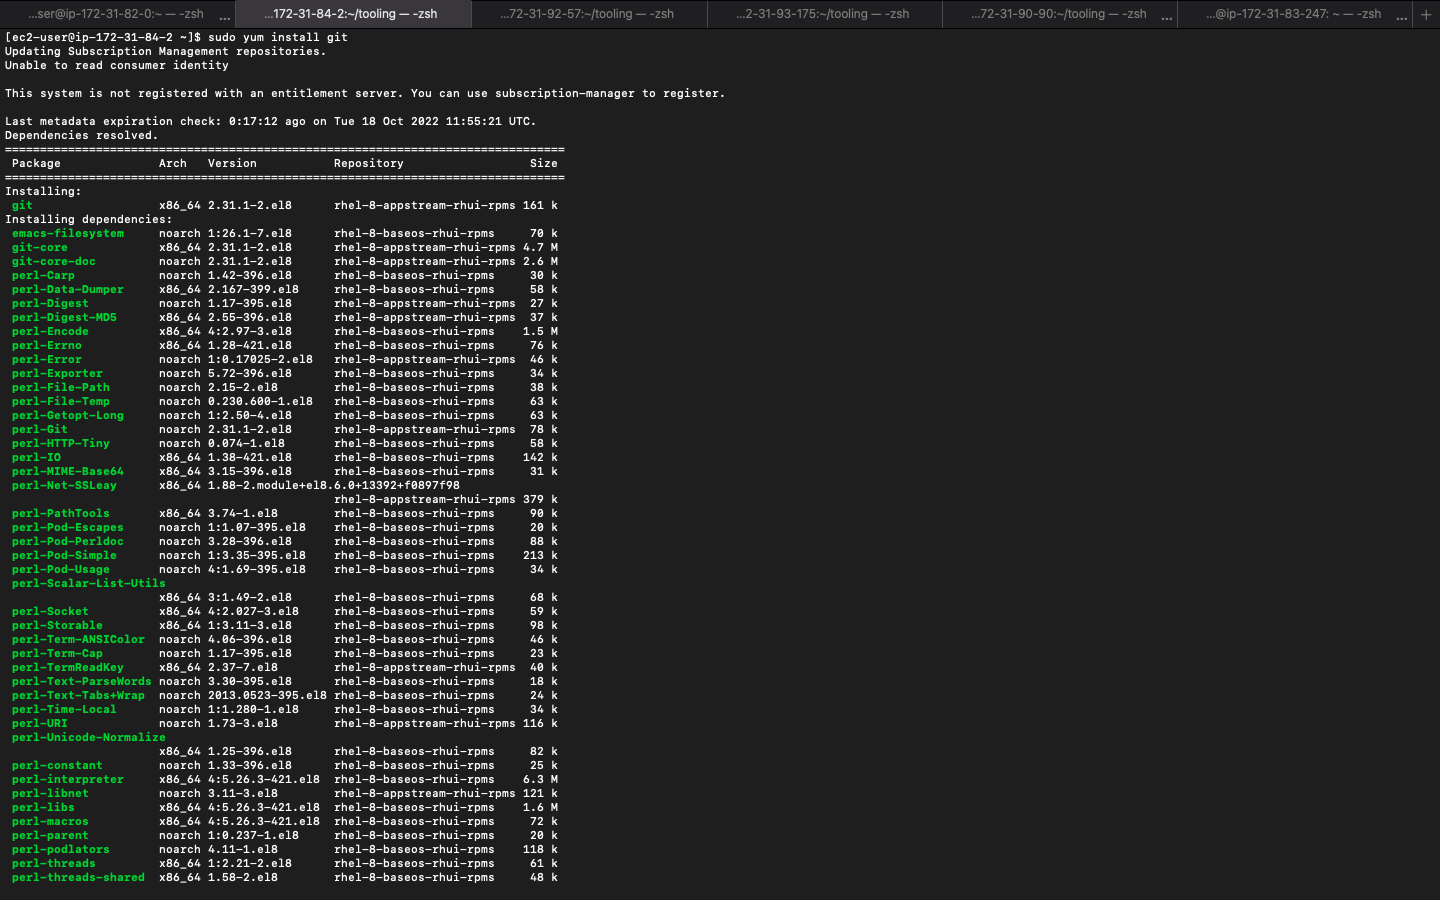 ...ser@ip-172-31-82-0:~ — -zsh ...
...172-31-84-2:~/tooling — -zsh
...72-31-92-57:~/tooling — -zsh
...2-31-93-175:~/tooling — -zsh
...72-31-90-90:~/tooling — -zsh ...
...@ip-172-31-83-247: ~ — -zsh ... +
[ec2-user@ip-172-31-84-2 ~]$ sudo yum install git
Updating Subscription Management repositories.
Unable to read consumer identity
This system is not registered with an entitlement server. You can use subscription-manager to register.
Last metadata expiration check: 0:17:12 ago on Tue 18 Oct 2022 11:55:21 UTC.
Dependencies resolved.
================================================================================
Package Arch Version Repository Size
================================================================================
Installing:
git x86_64 2.31.1-2.el8 rhel-8-appstream-rhui-rpms 161 k
Installing dependencies:
emacs-filesystem noarch 1:26.1-7.el8 rhel-8-baseos-rhui-rpms 70 k
git-core x86_64 2.31.1-2.el8 rhel-8-appstream-rhui-rpms 4.7 M
git-core-doc noarch 2.31.1-2.el8 rhel-8-appstream-rhui-rpms 2.6 M
perl-Carp noarch 1.42-396.el8 rhel-8-baseos-rhui-rpms 30 k
perl-Data-Dumper x86_64 2.167-399.el8 rhel-8-baseos-rhui-rpms 58 k
perl-Digest noarch 1.17-395.el8 rhel-8-appstream-rhui-rpms 27 k
perl-Digest-MD5 x86_64 2.55-396.el8 rhel-8-appstream-rhui-rpms 37 k
perl-Encode x86_64 4:2.97-3.el8 rhel-8-baseos-rhui-rpms 1.5 M
perl-Errno x86_64 1.28-421.el8 rhel-8-baseos-rhui-rpms 76 k
perl-Error noarch 1:0.17025-2.el8 rhel-8-appstream-rhui-rpms 46 k
perl-Exporter noarch 5.72-396.el8 rhel-8-baseos-rhui-rpms 34 k
perl-File-Path noarch 2.15-2.el8 rhel-8-baseos-rhui-rpms 38 k
perl-File-Temp noarch 0.230.600-1.el8 rhel-8-baseos-rhui-rpms 63 k
perl-Getopt-Long noarch 1:2.50-4.el8 rhel-8-baseos-rhui-rpms 63 k
perl-Git noarch 2.31.1-2.el8 rhel-8-appstream-rhui-rpms 78 k
perl-HTTP-Tiny noarch 0.074-1.el8 rhel-8-baseos-rhui-rpms 58 k
perl-IO x86_64 1.38-421.el8 rhel-8-baseos-rhui-rpms 142 k
perl-MIME-Base64 x86_64 3.15-396.el8 rhel-8-baseos-rhui-rpms 31 k
perl-Net-SSLeay x86_64 1.88-2.module+el8.6.0+13392+f0897f98
rhel-8-appstream-rhui-rpms 379 k
perl-PathTools x86_64 3.74-1.el8 rhel-8-baseos-rhui-rpms 90 k
perl-Pod-Escapes noarch 1:1.07-395.el8 rhel-8-baseos-rhui-rpms 20 k
perl-Pod-Perldoc noarch 3.28-396.el8 rhel-8-baseos-rhui-rpms 88 k
perl-Pod-Simple noarch 1:3.35-395.el8 rhel-8-baseos-rhui-rpms 213 k
perl-Pod-Usage noarch 4:1.69-395.el8 rhel-8-baseos-rhui-rpms 34 k
perl-Scalar-List-Utils
x86_64 3:1.49-2.el8 rhel-8-baseos-rhui-rpms 68 k
perl-Socket x86_64 4:2.027-3.el8 rhel-8-baseos-rhui-rpms 59 k
perl-Storable x86_64 1:3.11-3.el8 rhel-8-baseos-rhui-rpms 98 k
perl-Term-ANSIColor noarch 4.06-396.el8 rhel-8-baseos-rhui-rpms 46 k
perl-Term-Cap noarch 1.17-395.el8 rhel-8-baseos-rhui-rpms 23 k
perl-TermReadKey x86_64 2.37-7.el8 rhel-8-appstream-rhui-rpms 40 k
perl-Text-ParseWords noarch 3.30-395.el8 rhel-8-baseos-rhui-rpms 18 k
perl-Text-Tabs+Wrap noarch 2013.0523-395.el8 rhel-8-baseos-rhui-rpms 24 k
perl-Time-Local noarch 1:1.280-1.el8 rhel-8-baseos-rhui-rpms 34 k
perl-URI noarch 1.73-3.el8 rhel-8-appstream-rhui-rpms 116 k
perl-Unicode-Normalize
x86_64 1.25-396.el8 rhel-8-baseos-rhui-rpms 82 k
perl-constant noarch 1.33-396.el8 rhel-8-baseos-rhui-rpms 25 k
perl-interpreter x86_64 4:5.26.3-421.el8 rhel-8-baseos-rhui-rpms 6.3 M
perl-libnet noarch 3.11-3.el8 rhel-8-appstream-rhui-rpms 121 k
perl-libs x86_64 4:5.26.3-421.el8 rhel-8-baseos-rhui-rpms 1.6 M
perl-macros x86_64 4:5.26.3-421.el8 rhel-8-baseos-rhui-rpms 72 k
perl-parent noarch 1:0.237-1.el8 rhel-8-baseos-rhui-rpms 20 k
perl-podlators noarch 4.11-1.el8 rhel-8-baseos-rhui-rpms 118 k
perl-threads x86_64 1:2.21-2.el8 rhel-8-baseos-rhui-rpms 61 k
perl-threads-shared x86_64 1.58-2.el8 rhel-8-baseos-rhui-rpms 48 k